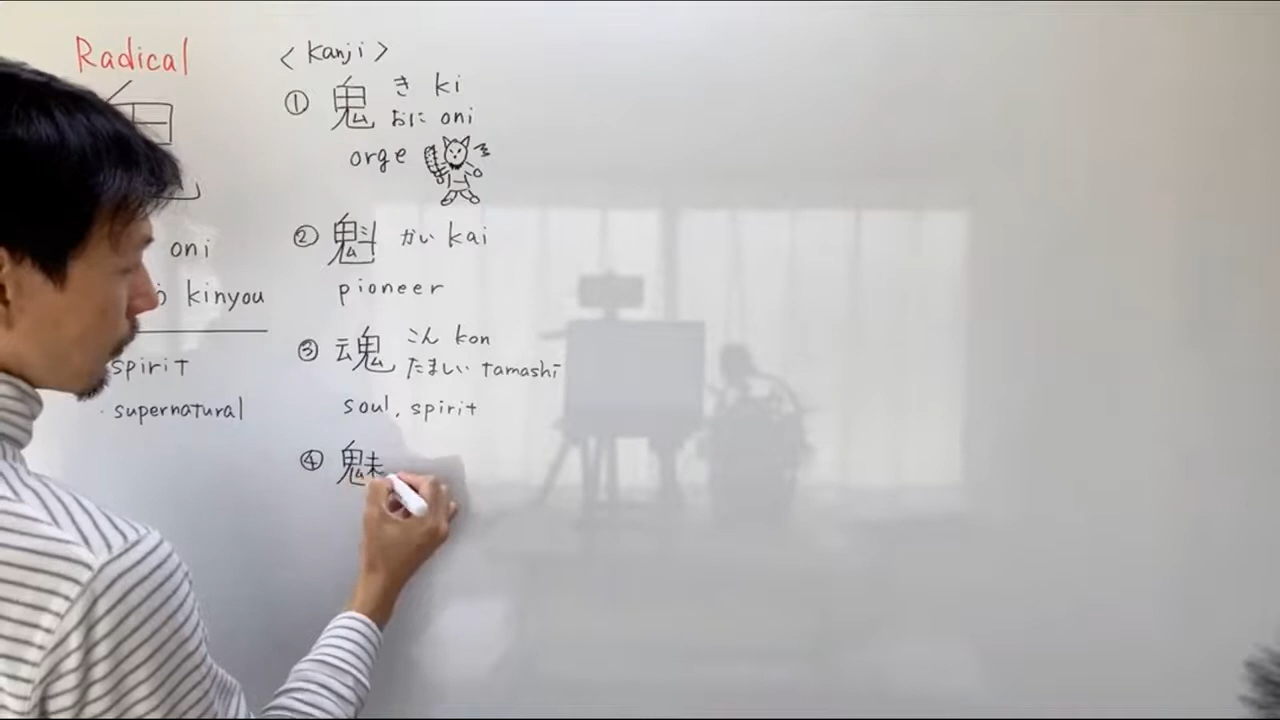 Radical
oni
kinyou
spirit
・supernatural
< Kanji >
① 鬼 き ki
おに oni
orge
② 魁 かい kai
pioneer
③ 魂 こん kon
たましい tamashi
soul, spirit
④ 魅